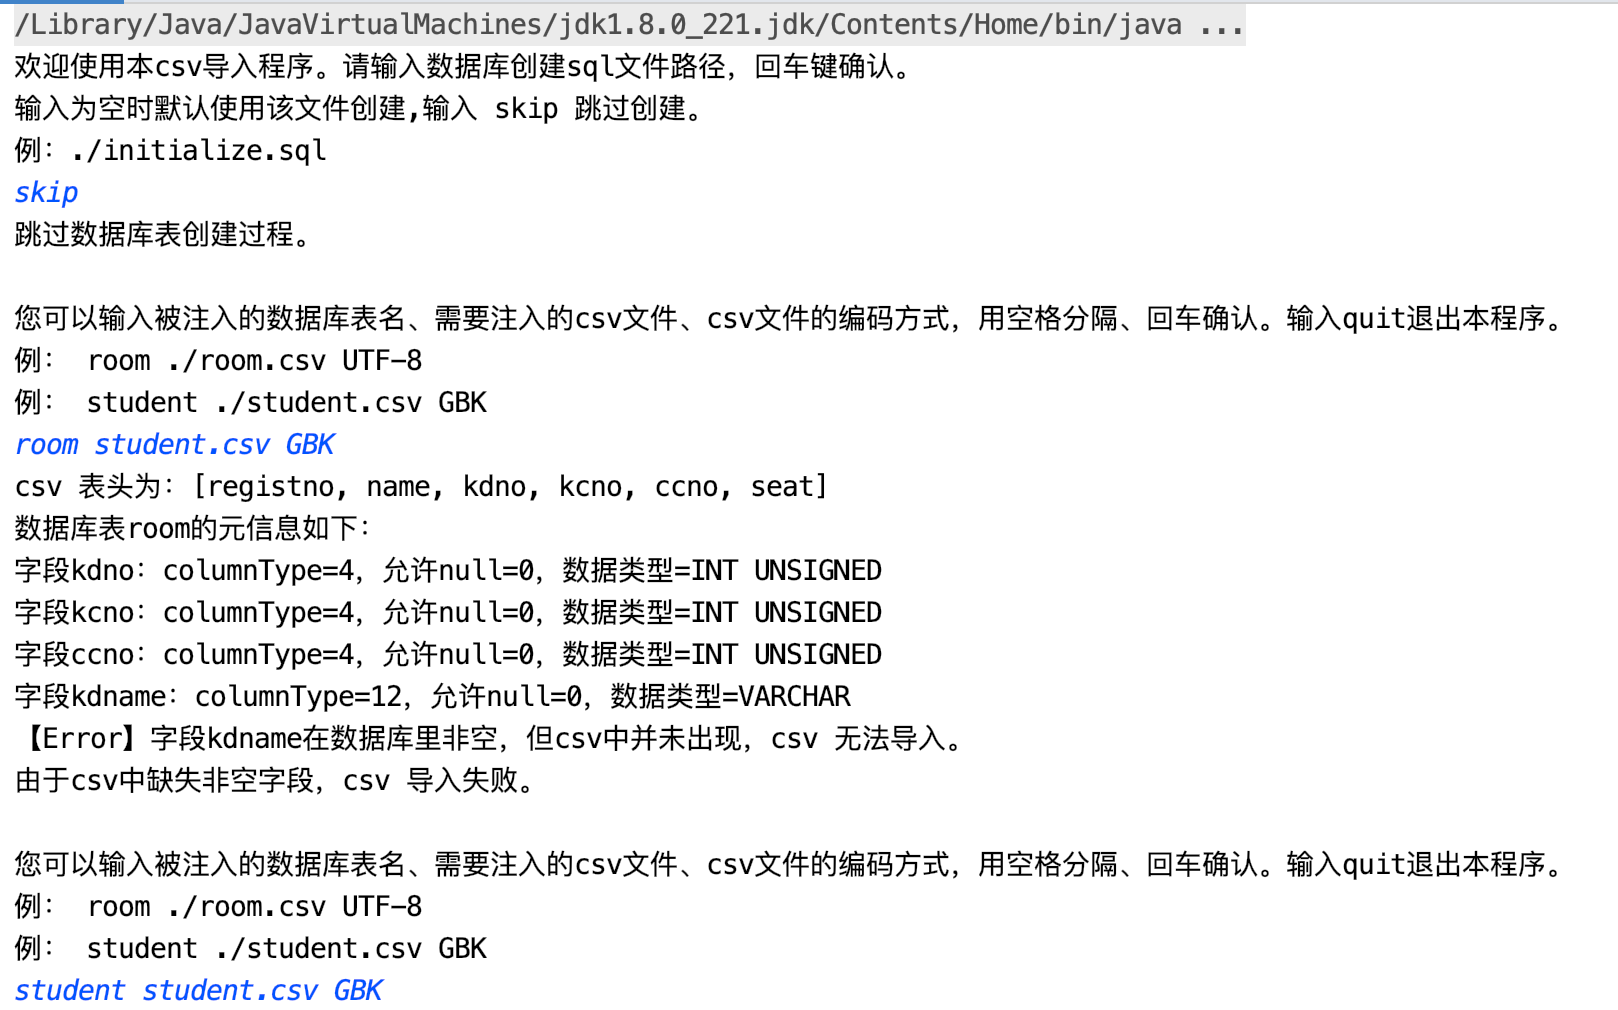 /Library/Java/JavaVirtualMachines/jdk1.8.0_221.jdk/Contents/Home/bin/java ...
欢迎使用本csv导入程序。请输入数据库创建sql文件路径，回车键确认。
输入为空时默认使用该文件创建,输入 skip 跳过创建。
例：./initialize.sql
skip
跳过数据库表创建过程。
您可以输入被注入的数据库表名、需要注入的csv文件、csv文件的编码方式，用空格分隔、回车确认。输入quit退出本程序。
例： room ./room.csv UTF-8
例： student ./student.csv GBK
room student.csv GBK
csv 表头为：[registno, name, kdno, kcno, ccno, seat]
数据库表room的元信息如下：
字段kdno：columnType=4，允许null=0，数据类型=INT UNSIGNED
字段kcno：columnType=4，允许null=0，数据类型=INT UNSIGNED
字段ccno：columnType=4，允许null=0，数据类型=INT UNSIGNED
字段kdname：columnType=12，允许null=0，数据类型=VARCHAR
【Error】字段kdname在数据库里非空，但csv中并未出现，csv 无法导入。
由于csv中缺失非空字段，csv 导入失败。
您可以输入被注入的数据库表名、需要注入的csv文件、csv文件的编码方式，用空格分隔、回车确认。输入quit退出本程序。
例： room ./room.csv UTF-8
例： student ./student.csv GBK
student student.csv GBK